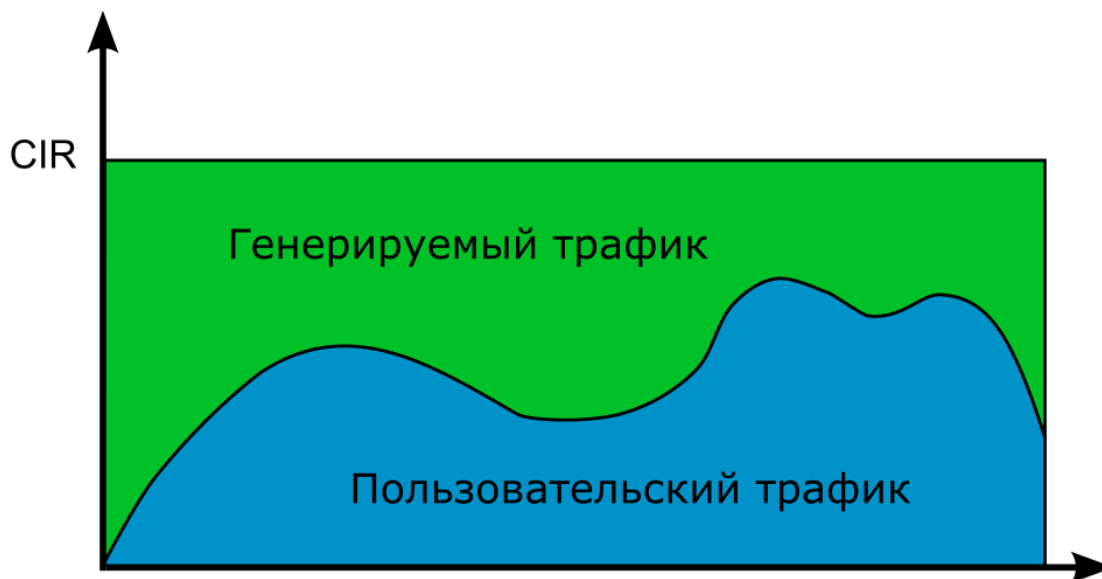 CIR
Генерируемый трафик
Пользовательский трафик